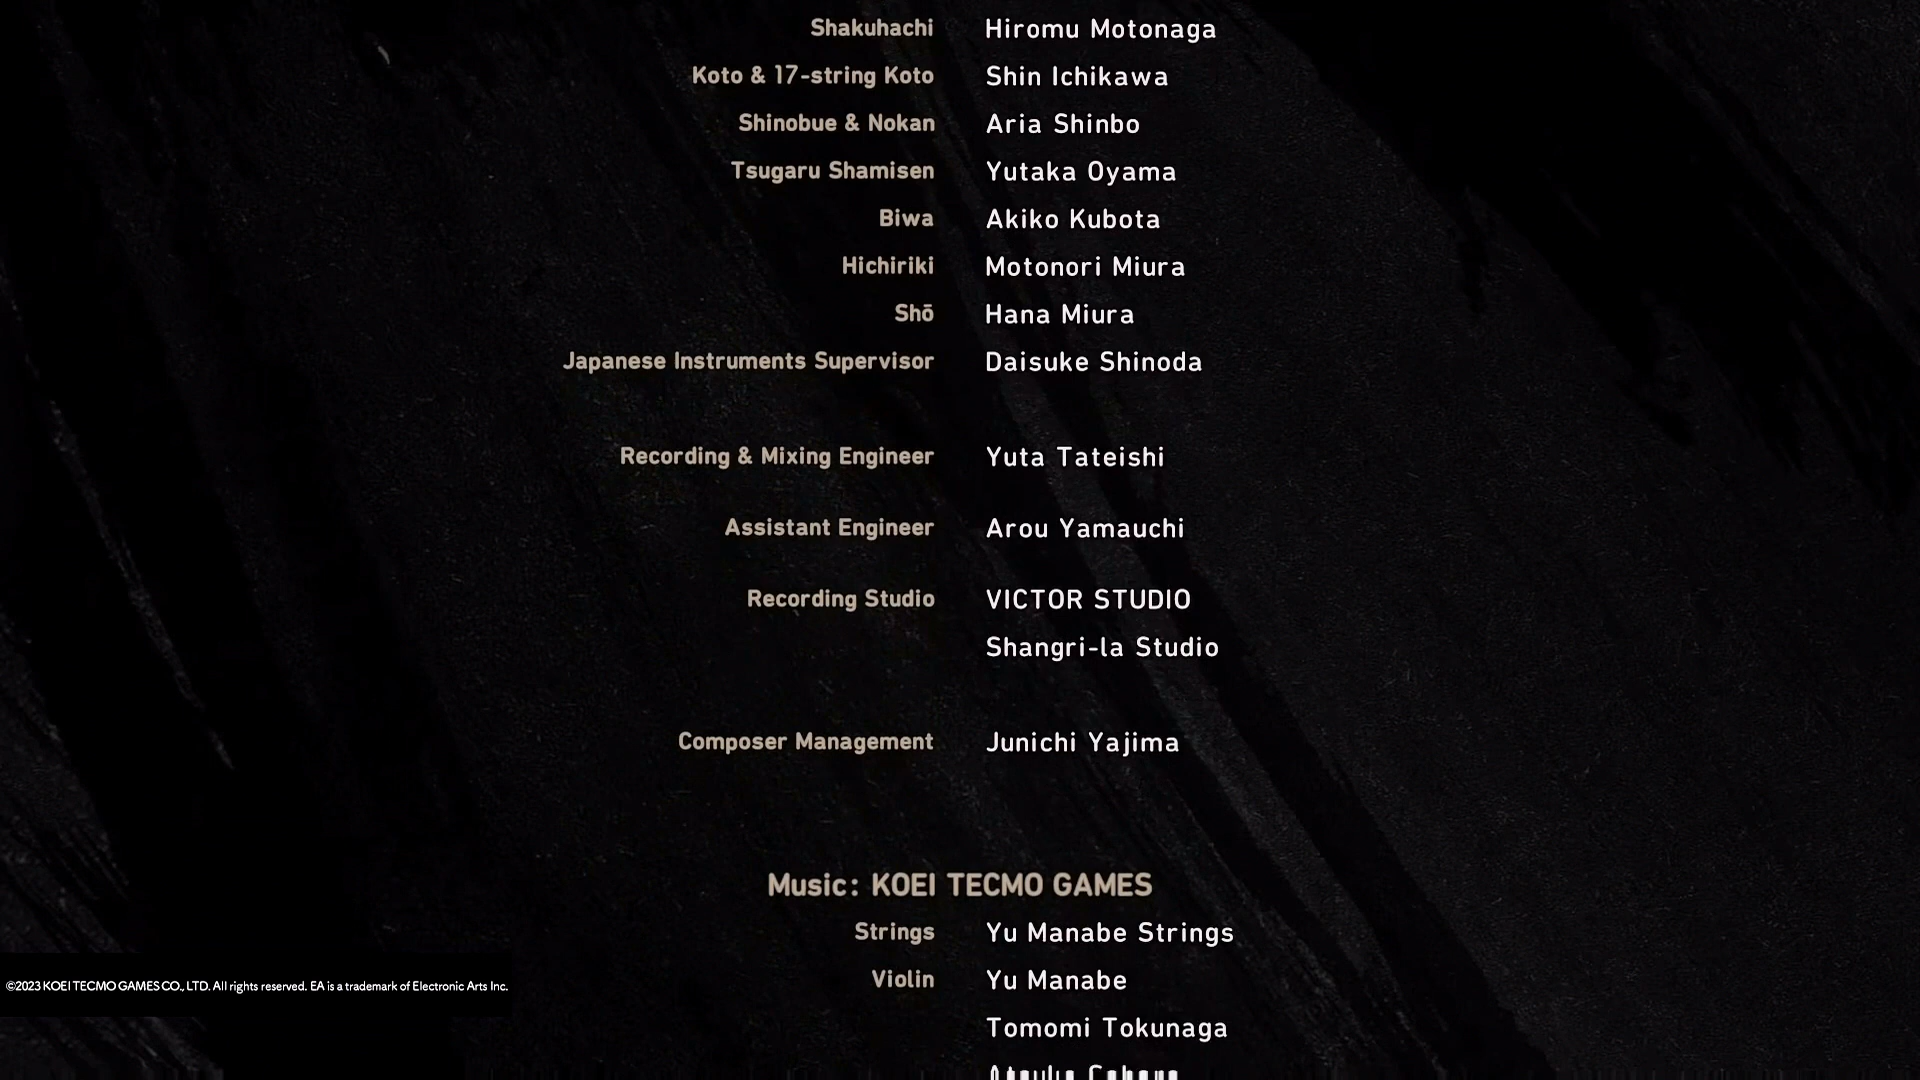 Shakuhachi Hiromu Motonaga
Koto & 17-string Koto Shin Ichikawa
Shinobue & Nokan Aria Shinbo
Tsugaru Shamisen Yutaka Oyama
Biwa Akiko Kubota
Hichiriki Motonori Miura
Shō Hana Miura
Japanese Instruments Supervisor Daisuke Shinoda
Recording & Mixing Engineer Yuta Tateishi
Assistant Engineer Arou Yamauchi
Recording Studio VICTOR STUDIO
Shangri-la Studio
Composer Management Junichi Yajima
Music: KOEI TECMO GAMES
Strings Yu Manabe Strings
Violin Yu Manabe
©2023 KOEI TECMO GAMES CO., LTD. All rights reserved. EA is a trademark of Electronic Arts Inc.
Tomomi Tokunaga